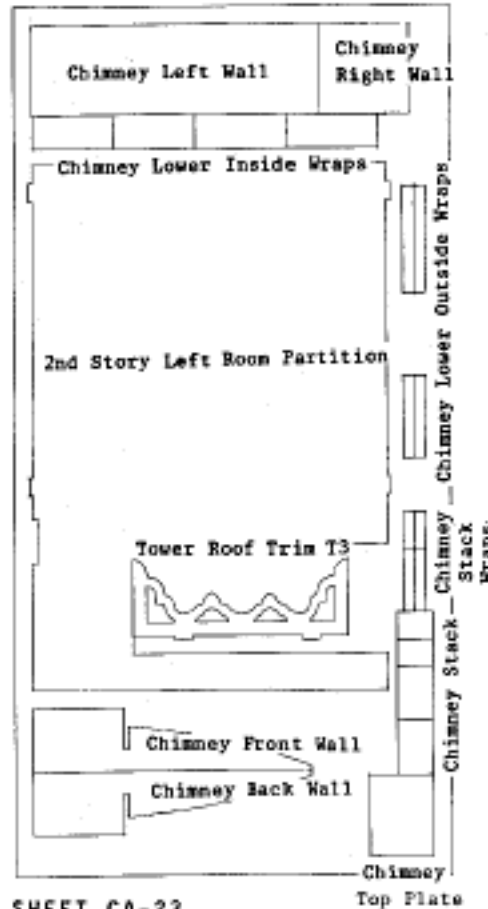 Chimney Left Wall
Chimney
Right Wall
Chimney Lower Inside Wraps
Chimney Lower Outside Wraps
2nd Story Left Room Partition
Tower Roof Trim T3
Chimney
Stack
Wraps
Chimney Stack
Chimney Front Wall
Chimney Back Wall
Chimney
Top Plate
SHEET CA-33